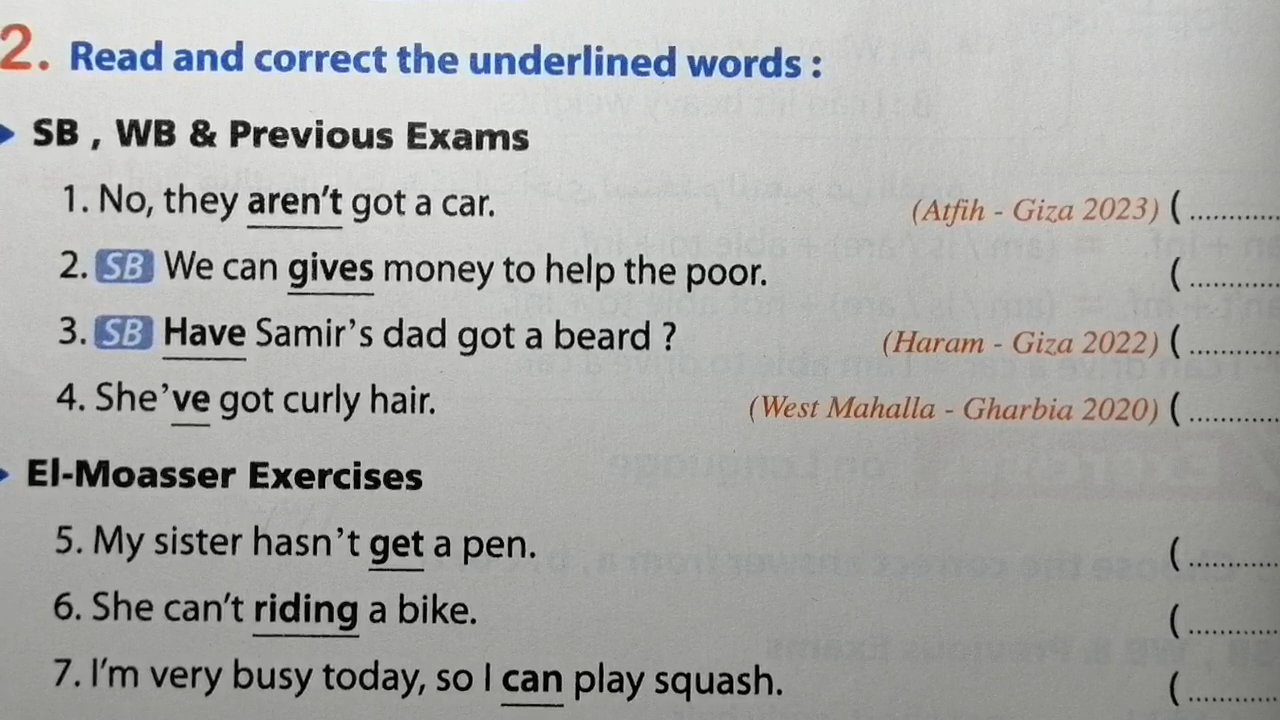 2. Read and correct the underlined words :
SB , WB & Previous Exams
1. No, they aren't got a car. (Atfih - Giza 2023) (............
2. SB We can gives money to help the poor. (............
3. SB Have Samir's dad got a beard ? (Haram - Giza 2022) (............
4. She've got curly hair. (West Mahalla - Gharbia 2020) (............
El-Moasser Exercises
5. My sister hasn't get a pen. (............
6. She can't riding a bike. (............
7. I'm very busy today, so I can play squash. (............